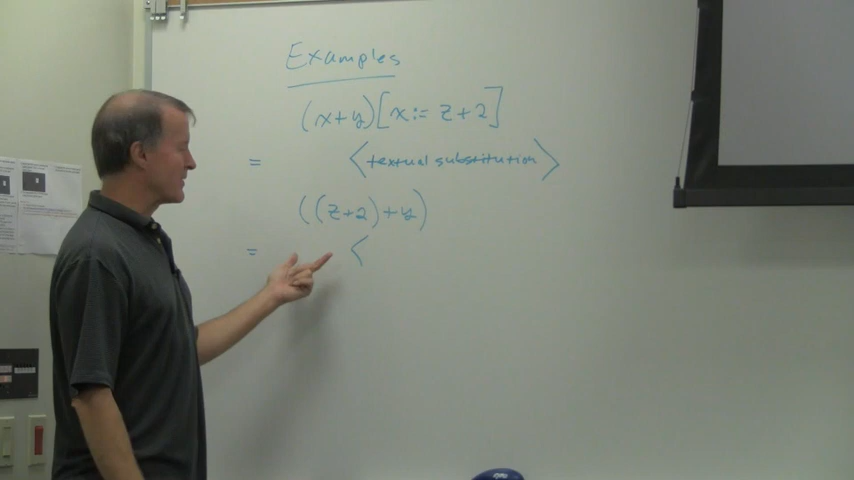 Examples
(x+y)[x:= z+2]
= <textual substitution>
((z+2)+y)
= <